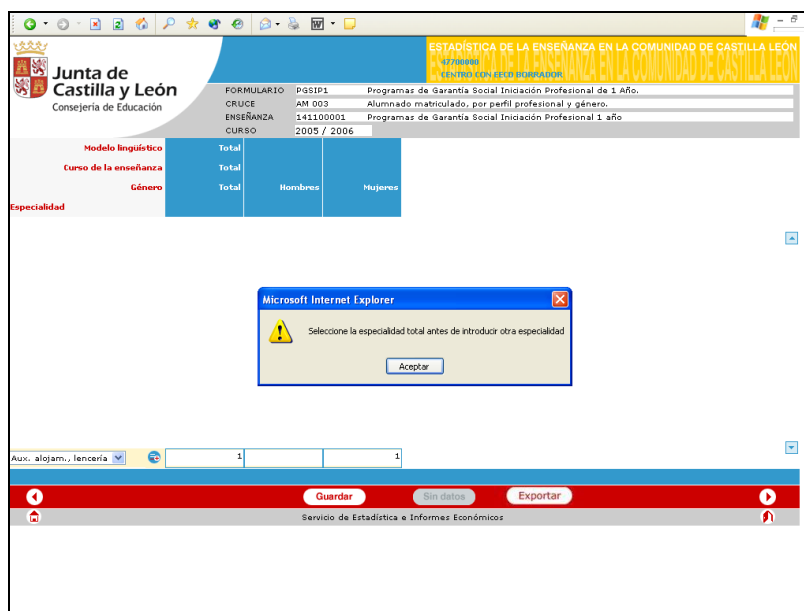 ESTADÍSTICA DE LA ENSEÑANZA EN LA COMUNIDAD DE CASTILLA LEÓN
47700000
CENTRO CON EECD BORRADOR
Junta de
Castilla y León
Consejería de Educación
FORMULARIO PGSIP1 Programas de Garantía Social Iniciación Profesional de 1 Año.
CRUCE AM 003 Alumnado matriculado, por perfil profesional y género.
ENSEÑANZA 141100001 Programas de Garantía Social Iniciación Profesional 1 año
CURSO 2005 / 2006
Modelo lingüístico Total
Curso de la enseñanza Total
Género Total Hombres Mujeres
Especialidad
Microsoft Internet Explorer
Seleccione la especialidad total antes de introducir otra especialidad
Aceptar
Aux. alojam., lencería 1 1
Guardar Sin datos Exportar
Servicio de Estadística e Informes Económicos